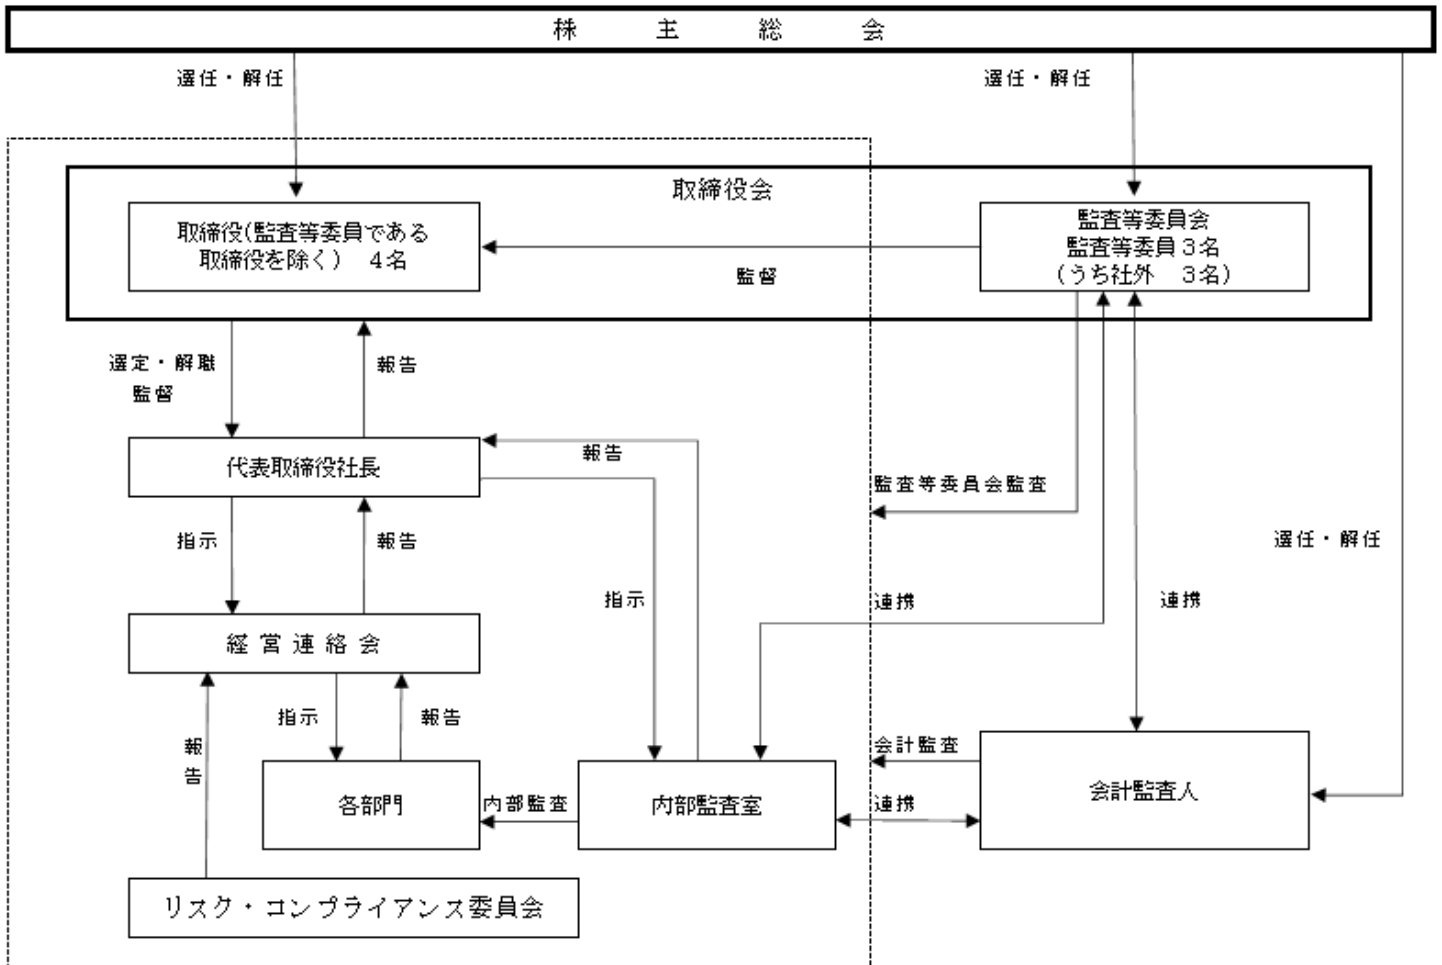 株主総会
選任・解任
選任・解任
取締役会
取締役(監査等委員である
取締役を除く) 4名
監査等委員会
監査等委員3名
(うち社外 3名)
監督
選定・解職
監督
報告
代表取締役社長
報告
監査等委員会監査
指示
報告
選任・解任
指示
連携
連携
経営連絡会
指示
報告
報告
会計監査
各部門
内部監査
内部監査室
連携
会計監査人
リスク・コンプライアンス委員会